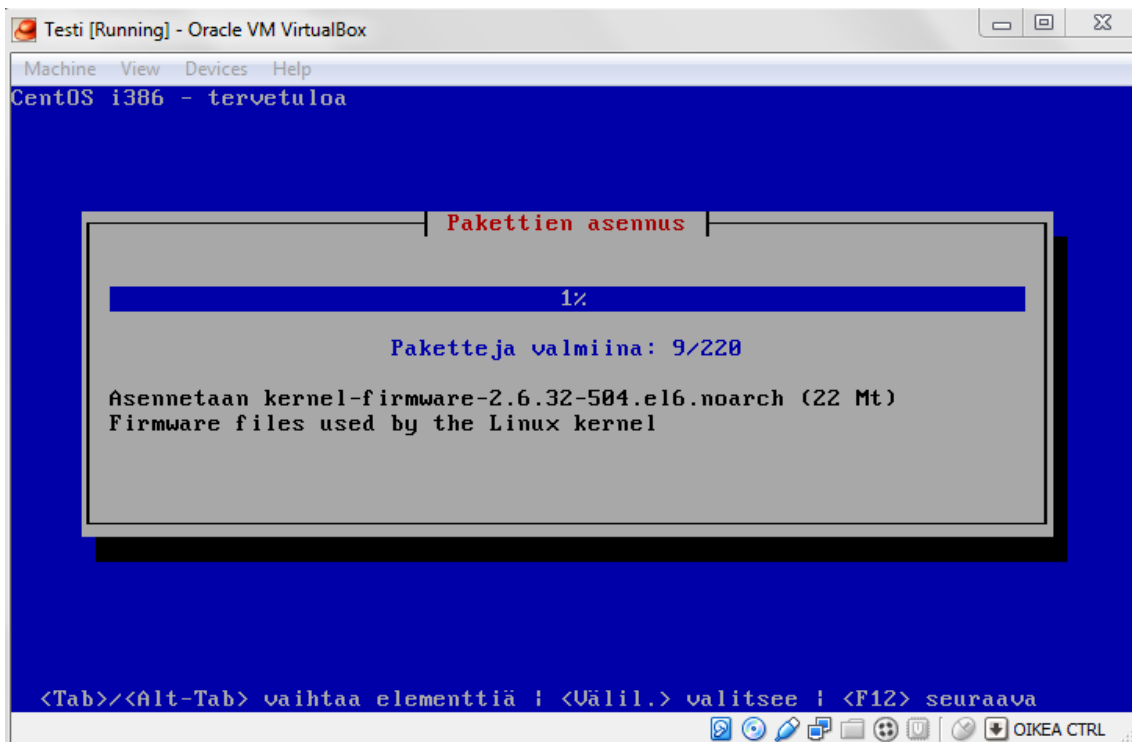 Testi [Running] - Oracle VM VirtualBox
Machine View Devices Help
CentOS i386 - tervetuloa
Pakettien asennus
1%
Paketteja valmiina: 9/220
Asennetaan kernel-firmware-2.6.32-504.el6.noarch (22 Mt)
Firmware files used by the Linux kernel
<Tab>/<Alt-Tab> vaihtaa elementtiä | <Välil.> valitsee | <F12> seuraava
OIKEA CTRL